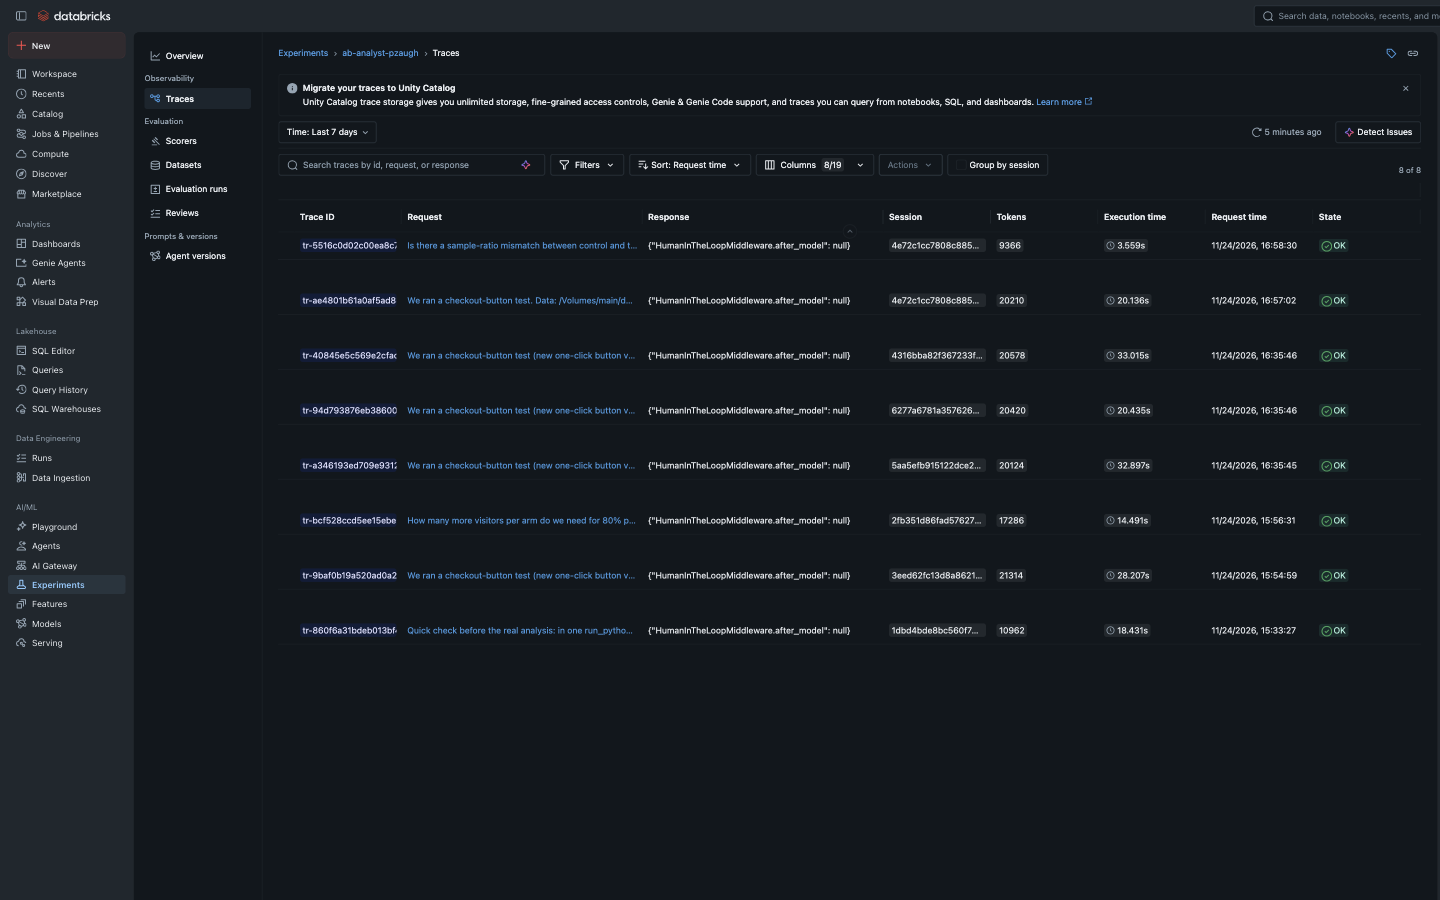 databricks
Search data, notebooks, recents, and m
New
Workspace
Recents
Catalog
Jobs & Pipelines
Compute
Discover
Marketplace
Analytics
Dashboards
Genie Agents
Alerts
Visual Data Prep
Lakehouse
SQL Editor
Queries
Query History
SQL Warehouses
Data Engineering
Runs
Data Ingestion
AI/ML
Playground
Agents
AI Gateway
Experiments
Features
Models
Serving
Overview
Observability
Traces
Evaluation
Scorers
Datasets
Evaluation runs
Reviews
Prompts & versions
Agent versions
Experiments › ab-analyst-pzaugh › Traces
Migrate your traces to Unity Catalog
Unity Catalog trace storage gives you unlimited storage, fine-grained access controls, Genie & Genie Code support, and traces you can query from notebooks, SQL, and dashboards. Learn more
Time: Last 7 days
5 minutes ago
Detect Issues
Search traces by id, request, or response
Filters
Sort: Request time
Columns 8/19
Actions
Group by session
8 of 8
Trace ID Request Response Session Tokens Execution time Request time State
tr-5516c0d02c00ea8c Is there a sample-ratio mismatch between control and t... {"HumanInTheLoopMiddleware.after_model": null} 4e72c1cc7808c885... 9366 3.559s 11/24/2026, 16:58:30 OK
tr-ae4801b61a0af5ad8 We ran a checkout-button test. Data: /Volumes/main/d... {"HumanInTheLoopMiddleware.after_model": null} 4e72c1cc7808c885... 20210 20.136s 11/24/2026, 16:57:02 OK
tr-40845e5c569e2cfac We ran a checkout-button test (new one-click button v... {"HumanInTheLoopMiddleware.after_model": null} 4316bba82f367233f... 20578 33.015s 11/24/2026, 16:35:46 OK
tr-94d793876eb38600 We ran a checkout-button test (new one-click button v... {"HumanInTheLoopMiddleware.after_model": null} 6277a6781a357626... 20420 20.435s 11/24/2026, 16:35:46 OK
tr-a346193ed709e931 We ran a checkout-button test (new one-click button v... {"HumanInTheLoopMiddleware.after_model": null} 5aa5efb915122dce2... 20124 32.897s 11/24/2026, 16:35:45 OK
tr-bcf528ccd5ee15ebe How many more visitors per arm do we need for 80% p... {"HumanInTheLoopMiddleware.after_model": null} 2fb351d86fad57627... 17286 14.491s 11/24/2026, 15:56:31 OK
tr-9baf0b19a520ad0a2 We ran a checkout-button test (new one-click button v... {"HumanInTheLoopMiddleware.after_model": null} 3eed62fc13d8a8621... 21314 28.207s 11/24/2026, 15:54:59 OK
tr-860f6a31bdeb013bf Quick check before the real analysis: in one run_pytho... {"HumanInTheLoopMiddleware.after_model": null} 1dbd4bde8bc560f7... 10962 18.431s 11/24/2026, 15:33:27 OK